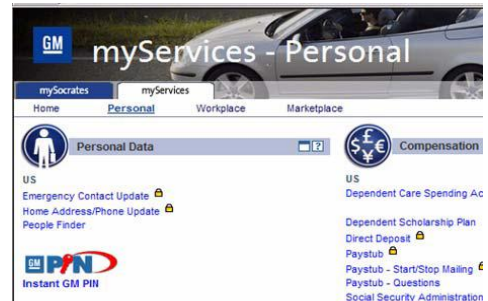 GM
myServices - Personal
mySocrates
myServices
Home
Personal
Workplace
Marketplace
Personal Data
?
US
Emergency Contact Update
Home Address/Phone Update
People Finder
GM PIN
Instant GM PIN
$£¥€
Compensation
US
Dependent Care Spending Ac
Dependent Scholarship Plan
Direct Deposit
Paystub
Paystub - Start/Stop Mailing
Paystub - Questions
Social Security Administration